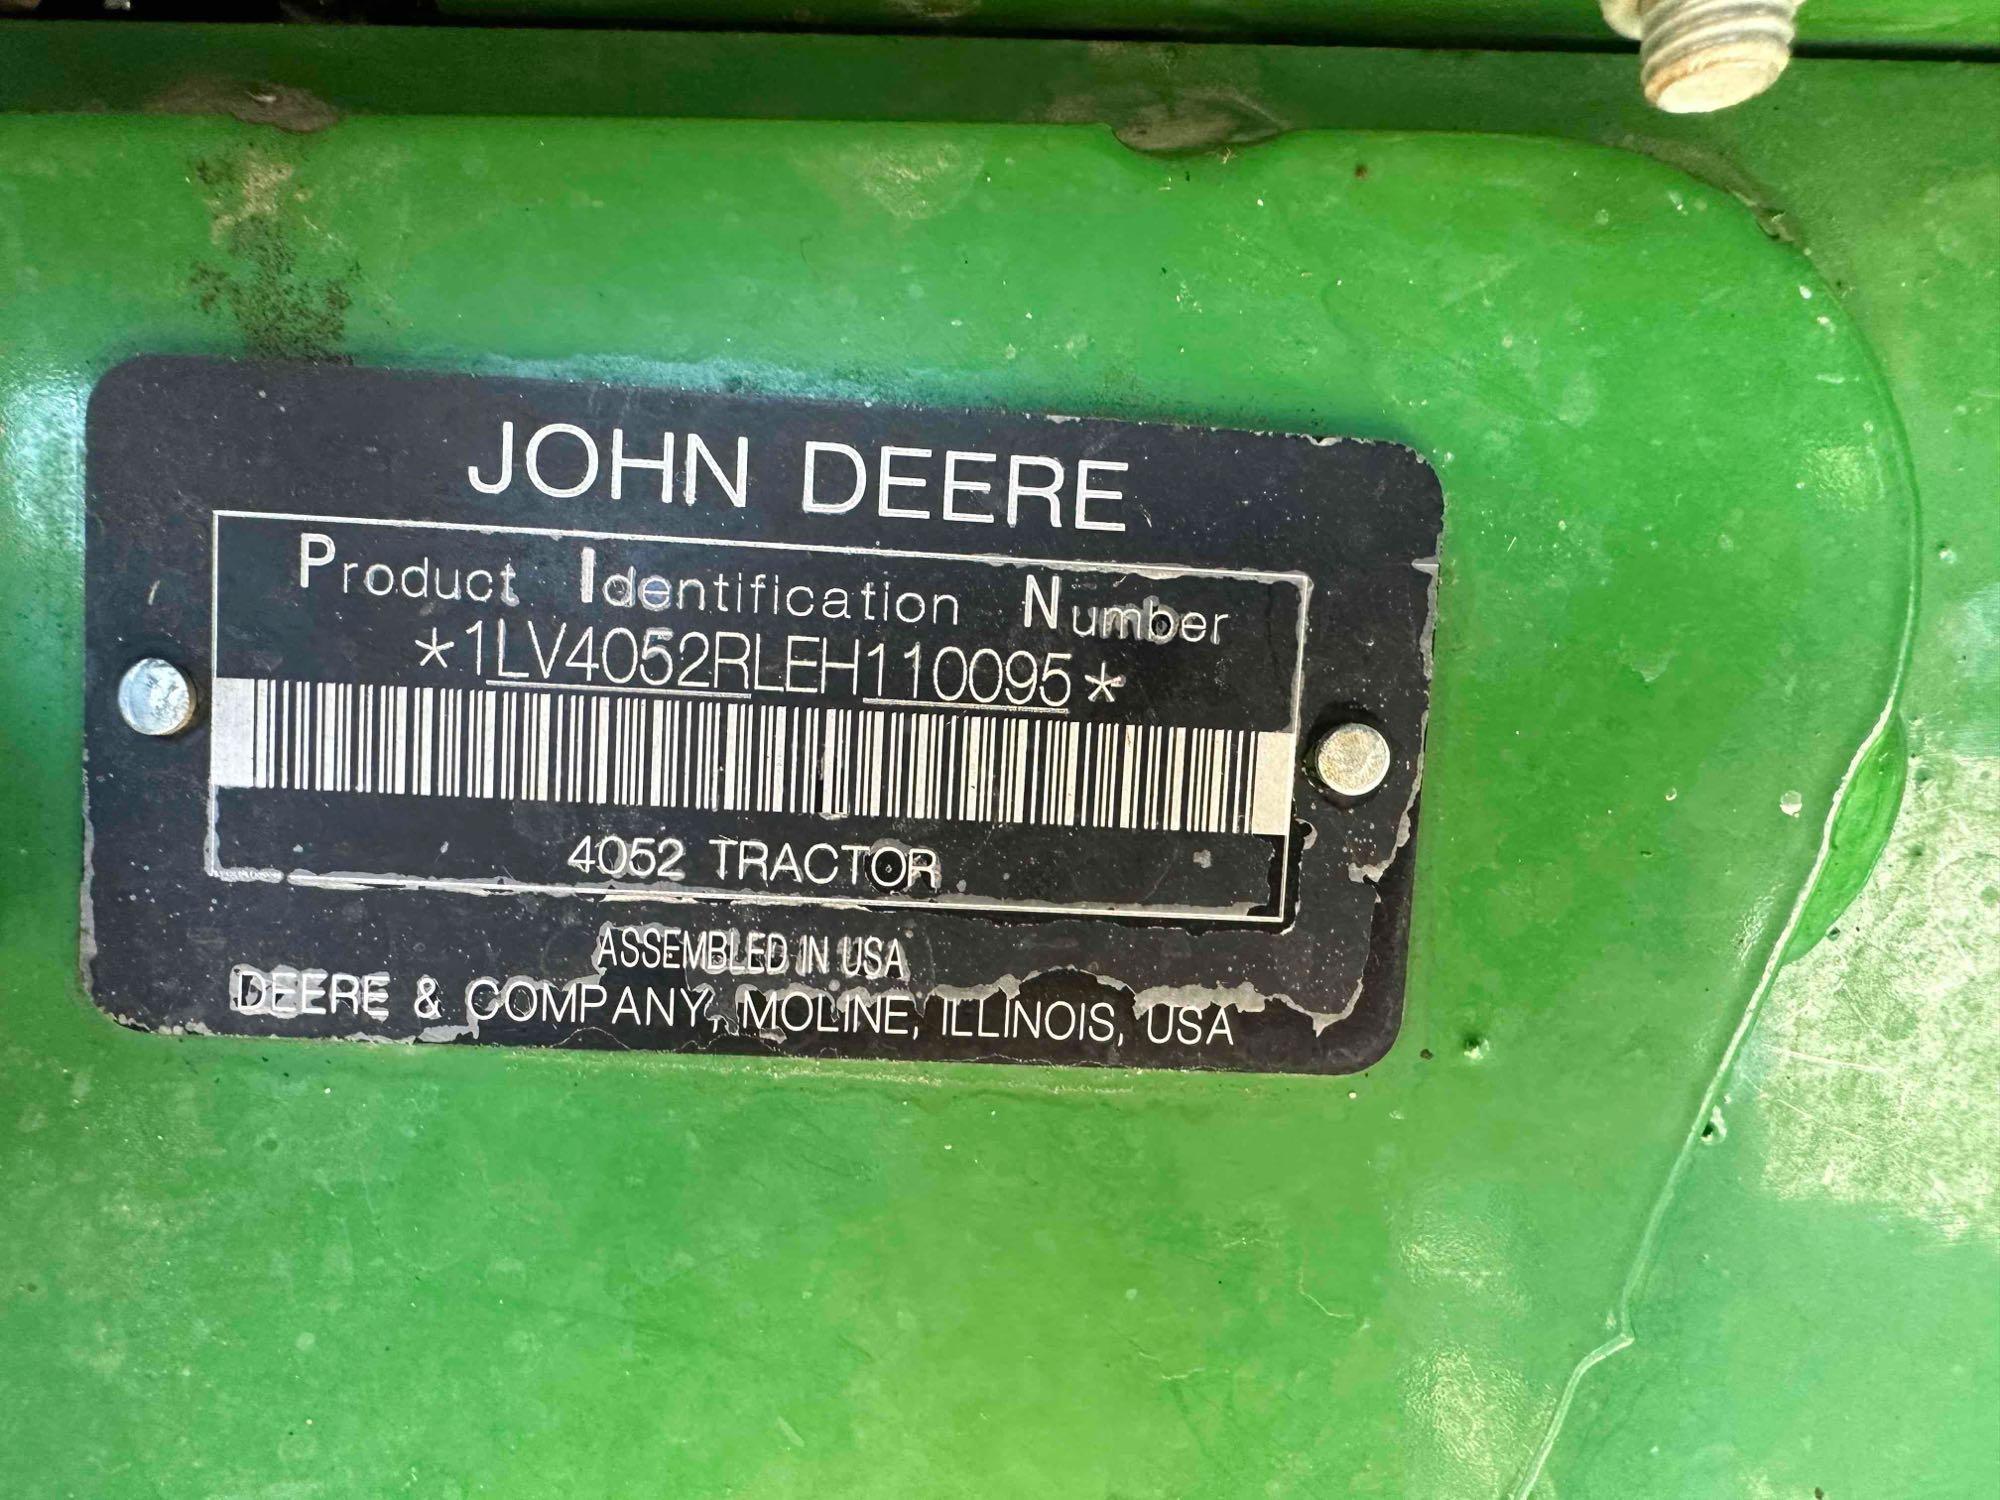 JOHN DEERE
Product Identification Number
*1LV4052RLEH110095*
4052 TRACTOR
ASSEMBLED IN USA
DEERE & COMPANY, MOLINE, ILLINOIS, USA